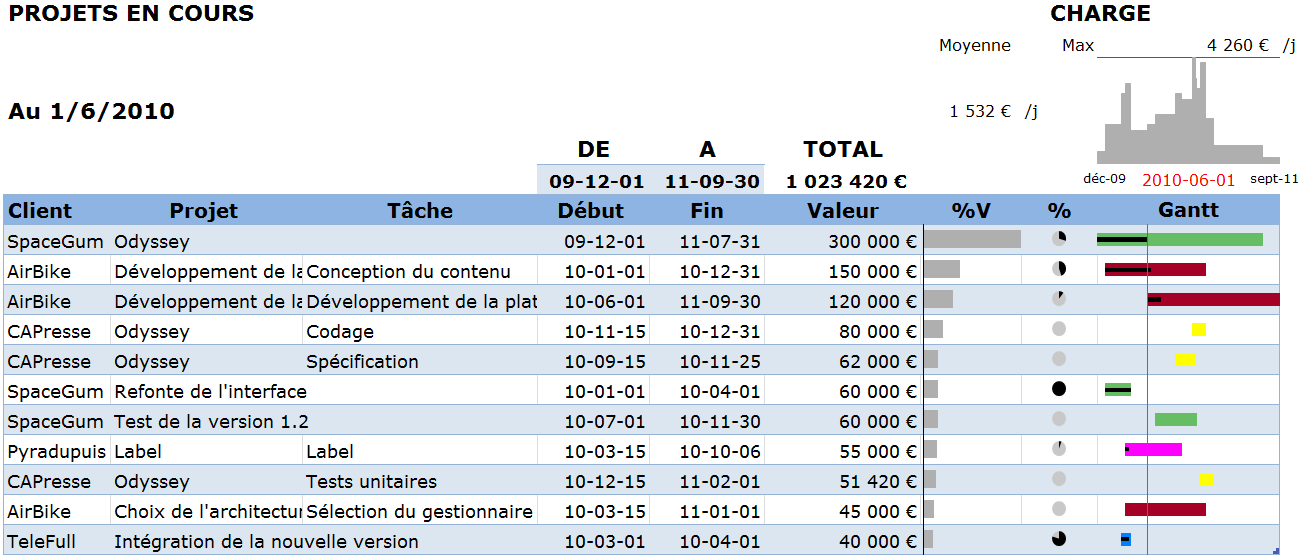 PROJETS EN COURS CHARGE
Moyenne Max 4 260 € /j
Au 1/6/2010 1 532 € /j
DE A TOTAL
09-12-01 11-09-30 1 023 420 € déc-09 2010-06-01 sept-11
Client Projet Tâche Début Fin Valeur %V % Gantt
SpaceGum Odyssey 09-12-01 11-07-31 300 000 €
AirBike Développement de la Conception du contenu 10-01-01 10-12-31 150 000 €
AirBike Développement de la Développement de la plat 10-06-01 11-09-30 120 000 €
CAPresse Odyssey Codage 10-11-15 10-12-31 80 000 €
CAPresse Odyssey Spécification 10-09-15 10-11-25 62 000 €
SpaceGum Refonte de l'interface 10-01-01 10-04-01 60 000 €
SpaceGum Test de la version 1.2 10-07-01 10-11-30 60 000 €
Pyradupuis Label Label 10-03-15 10-10-06 55 000 €
CAPresse Odyssey Tests unitaires 10-12-15 11-02-01 51 420 €
AirBike Choix de l'architectur Sélection du gestionnaire 10-03-15 11-01-01 45 000 €
TeleFull Intégration de la nouvelle version 10-03-01 10-04-01 40 000 €